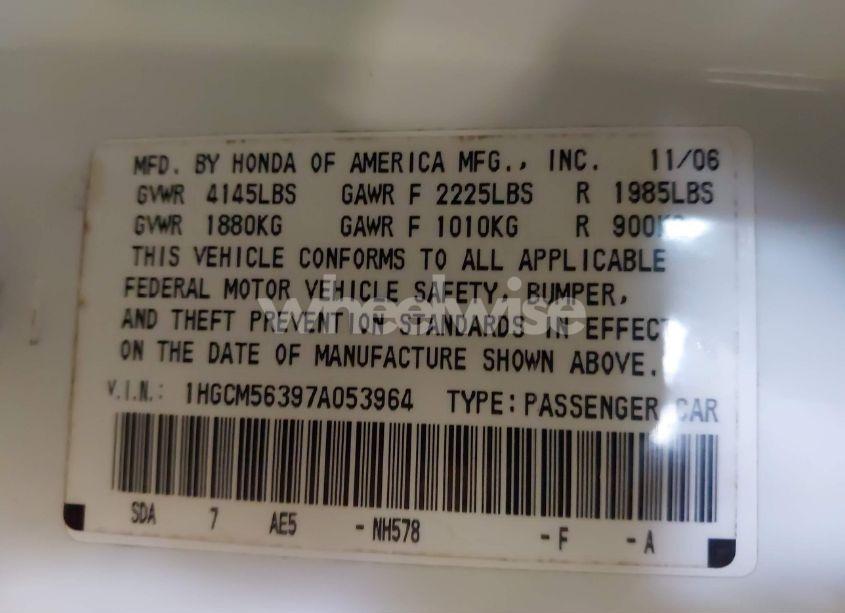 MFD. BY HONDA OF AMERICA MFG., INC. 11/06
GVWR 4145LBS GAWR F 2225LBS R 1985LBS
GVWR 1880KG GAWR F 1010KG R 900KG
THIS VEHICLE CONFORMS TO ALL APPLICABLE
FEDERAL MOTOR VEHICLE SAFETY, BUMPER,
AND THEFT PREVENTION STANDARDS IN EFFECT
ON THE DATE OF MANUFACTURE SHOWN ABOVE.
wheelwise
V.I.N.: 1HGCM56397A053964 TYPE: PASSENGER CAR
SDA 7 AE5 - NH578 - F - A